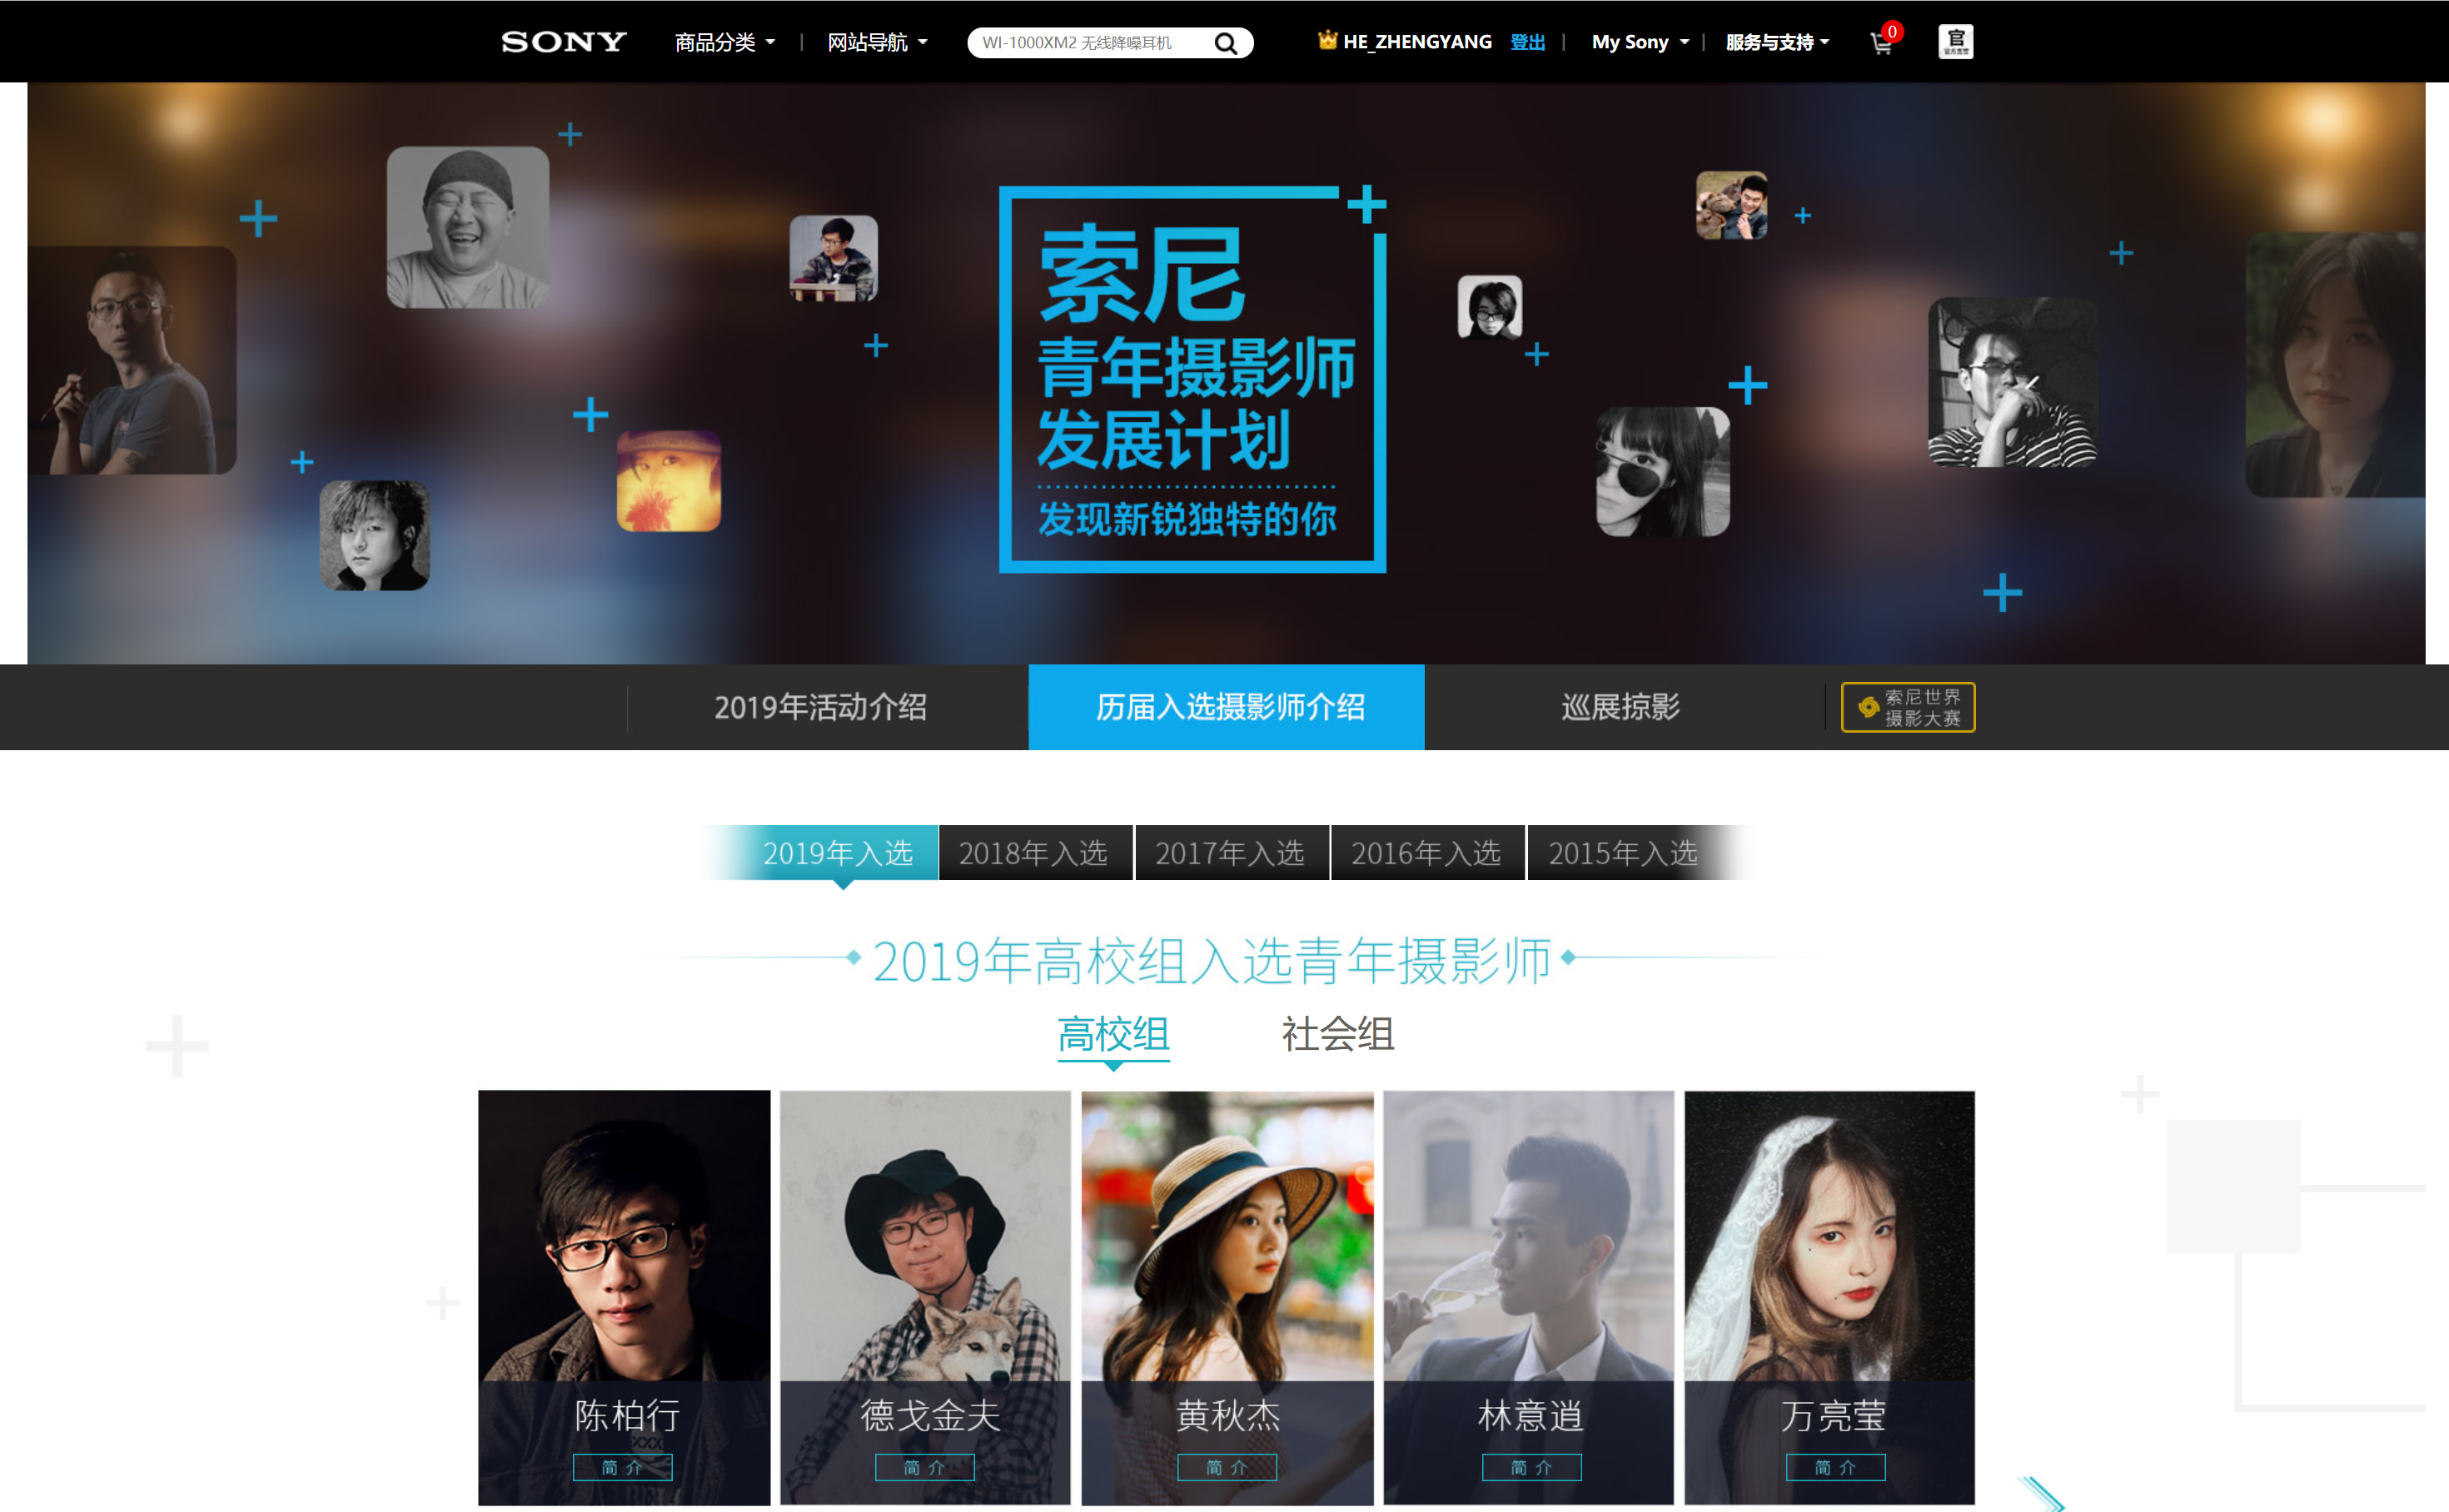 SONY
商品分类
网站导航
WI-1000XM2 无线降噪耳机
HE_ZHENGYANG
登出
My Sony
服务与支持
0
官
官方直营
索尼
青年摄影师
发展计划
发现新锐独特的你
2019年活动介绍
历届入选摄影师介绍
巡展掠影
索尼世界
摄影大赛
2019年入选
2018年入选
2017年入选
2016年入选
2015年入选
2019年高校组入选青年摄影师
高校组
社会组
陈柏行
德戈金夫
黄秋杰
林意逍
万亮莹
简 介
简 介
简 介
简 介
简 介